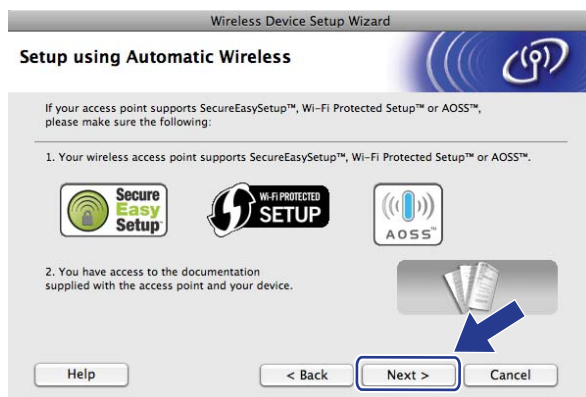 Wireless Device Setup Wizard
Setup using Automatic Wireless
If your access point supports SecureEasySetup™, Wi-Fi Protected Setup™ or AOSS™,
please make sure the following:
1. Your wireless access point supports SecureEasySetup™, Wi-Fi Protected Setup™ or AOSS™.
Secure
Easy
Setup™
Wi-Fi PROTECTED
SETUP
AOSS™
2. You have access to the documentation
supplied with the access point and your device.
Help
< Back
Next >
Cancel